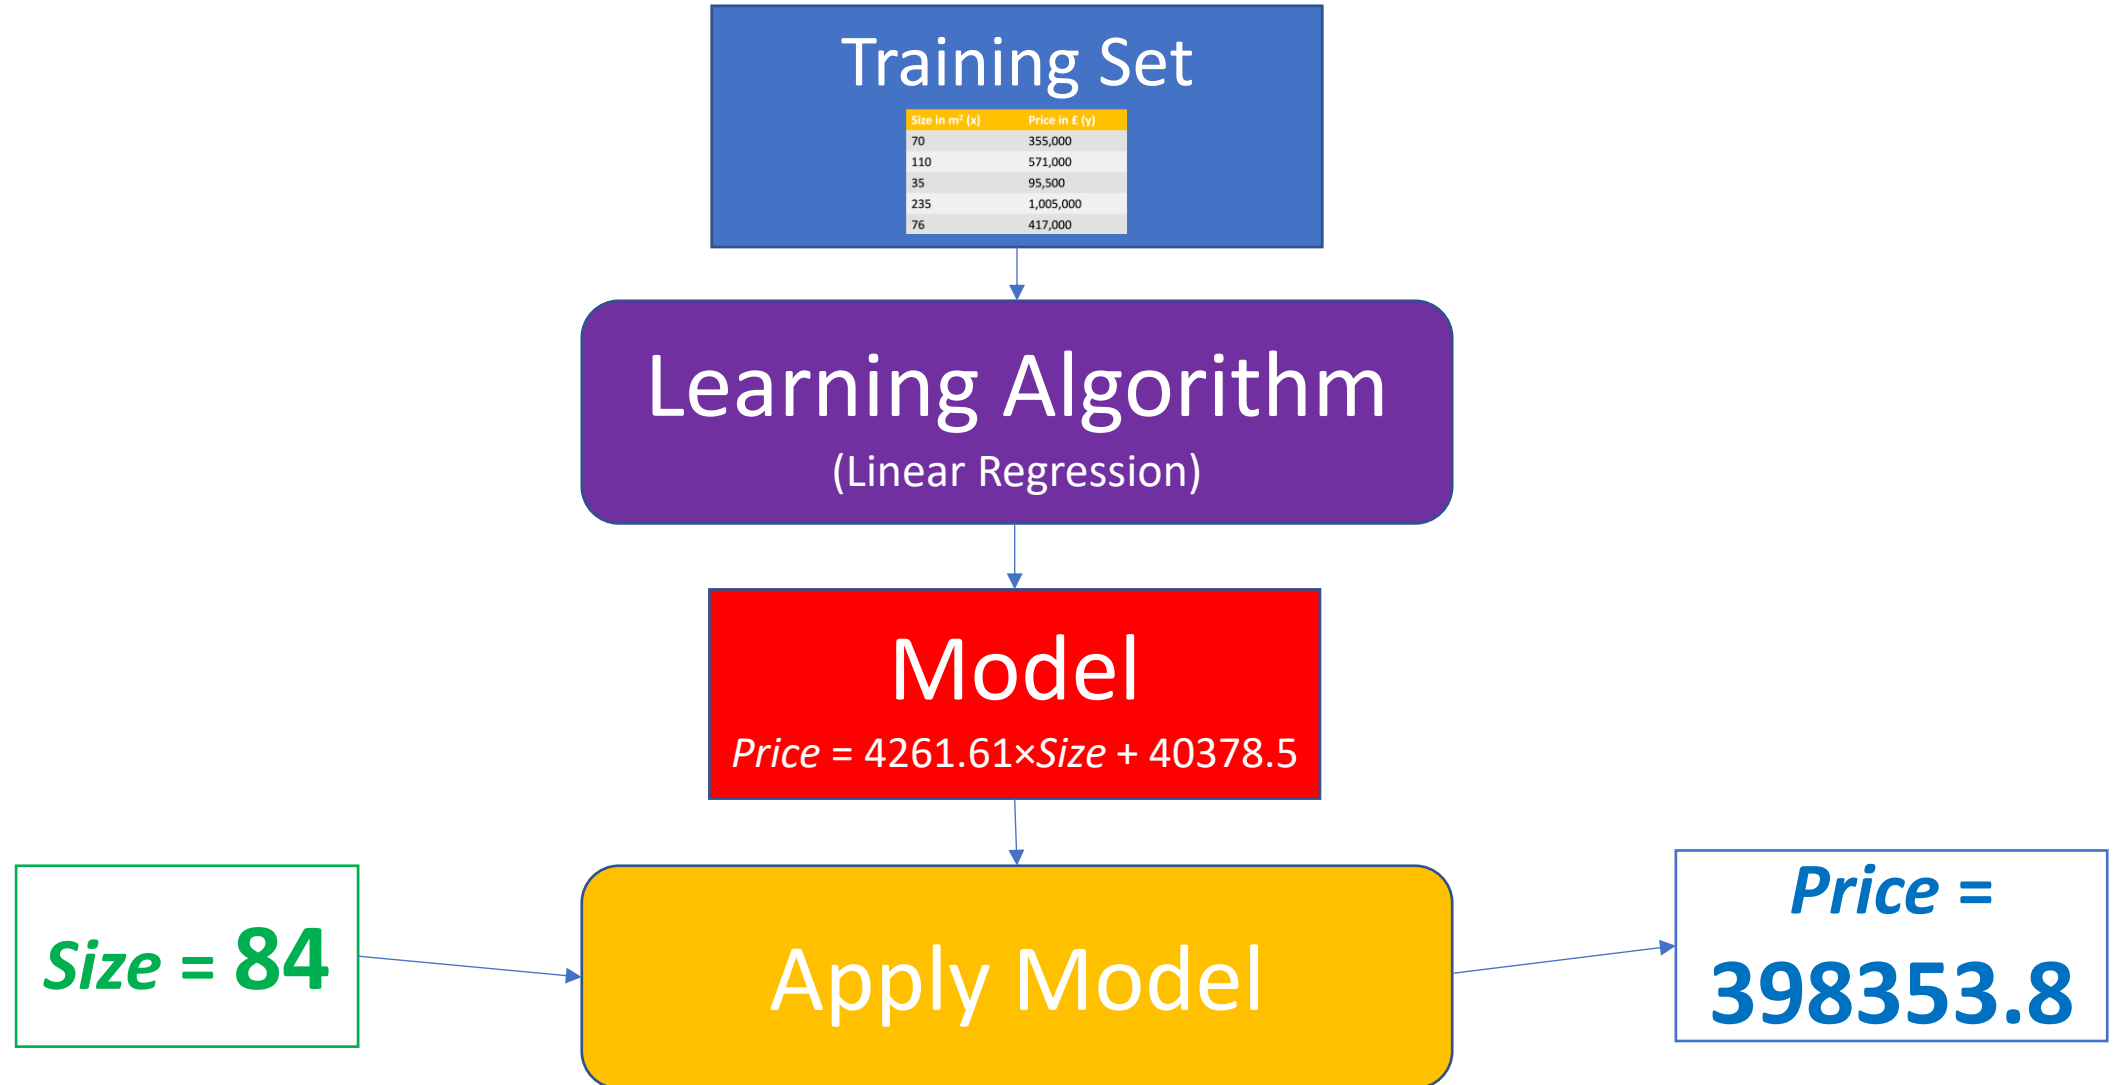 Training Set
Size in m² (x) Price in £ (y)
70 355,000
110 571,000
35 95,500
235 1,005,000
76 417,000
Learning Algorithm
(Linear Regression)
Model
Price = 4261.61×Size + 40378.5
Size = 84
Apply Model
Price =
398353.8